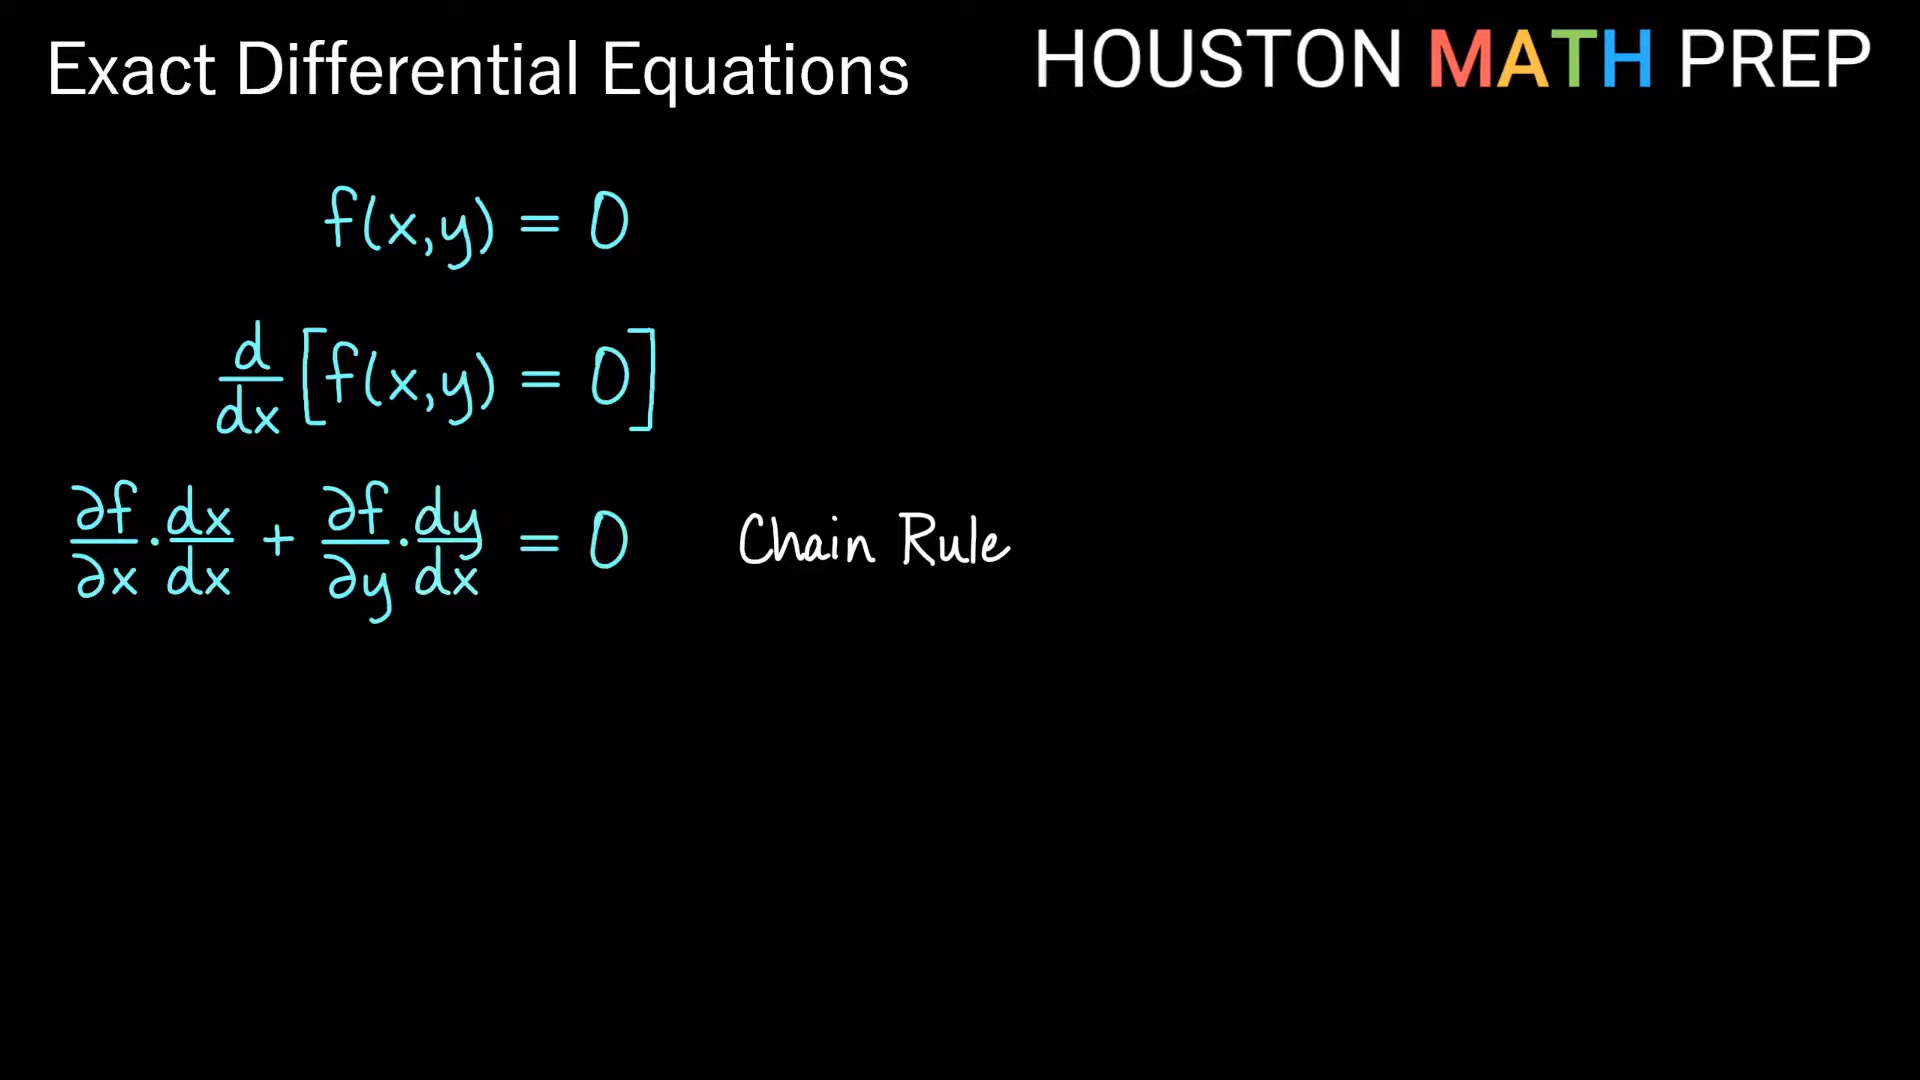 Exact Differential Equations
HOUSTON MATH PREP
f(x,y) = 0
d/dx [f(x,y) = 0]
∂f/∂x · dx/dx + ∂f/∂y · dy/dx = 0 Chain Rule